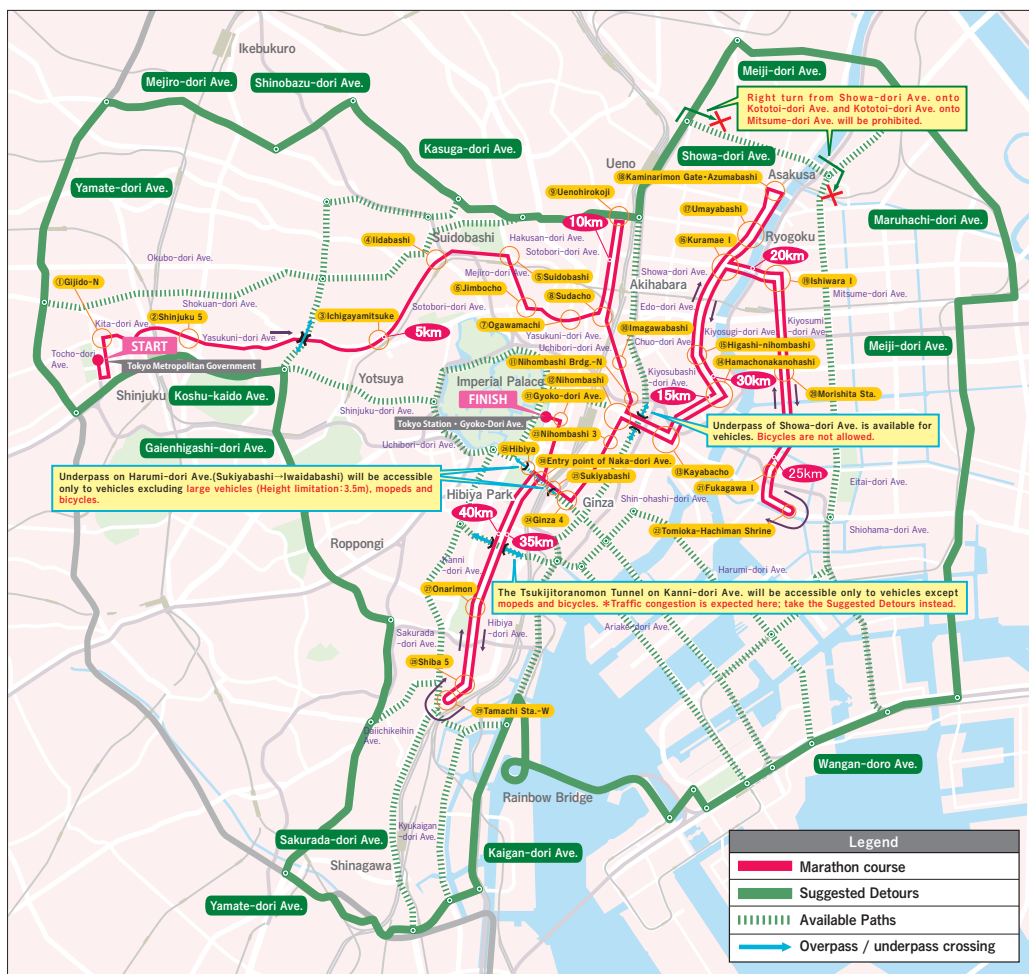 Ikebukuro
Mejiro-dori Ave.
Shinobazu-dori Ave.
Meiji-dori Ave.
Right turn from Showa-dori Ave. onto
Kototoi-dori Ave. and Kototoi-dori Ave. onto
Mitsume-dori Ave. will be prohibited.
Kasuga-dori Ave.
Ueno
Showa-dori Ave.
Asakusa
⑱Kaminarimon Gate・Azumabashi
Yamate-dori Ave.
⑨Uenohirokoji
10km
⑰Umayabashi
Maruhachi-dori Ave.
④Iidabashi
Suidobashi
Hakusan-dori Ave.
Sotobori-dori Ave.
⑯Kuramae 1
Ryogoku
20km
Okubo-dori Ave.
Mejiro-dori Ave.
⑤Suidobashi
Showa-dori Ave.
①Gijido-N
⑥Jimbocho
⑧Sudacho
Akihabara
⑲Ishiwara 1
Mitsume-dori Ave.
Shokuan-dori Ave.
Sotobori-dori Ave.
Edo-dori Ave.
②Shinjuku 5
③Ichigayamitsuke
Kita-dori Ave.
⑦Ogawamachi
⑩Imagawabashi
Kiyosugi-dori Ave.
Kiyosumi
-dori Ave.
5km
Yasukuni-dori Ave.
Yasukuni-dori Ave.
Chuo-dori Ave.
START
Uchibori-dori Ave.
⑮Higashi-nihombashi
Meiji-dori Ave.
Tocho-dori
Ave.
Tokyo Metropolitan Government
⑪Nihombashi Brdg.-N
⑭Hamachonakanohashi
Yotsuya
Imperial Palace
⑫Nihombashi
Kiyosubashi
-dori Ave.
30km
Shinjuku
Koshu-kaido Ave.
FINISH
㉛Gyoko-dori Ave.
15km
⑳Morishita Sta.
Shinjuku-dori Ave.
Tokyo Station・Gyoko-Dori Ave.
Underpass of Showa-dori Ave. is available for
vehicles. Bicycles are not allowed.
㉓Nihombashi 3
Gaienhigashi-dori Ave.
Uchibori-dori Ave.
㉖Hibiya
㉚Entry point of Naka-dori Ave.
⑬Kayabacho
25km
Underpass on Harumi-dori Ave.(Sukiyabashi→Iwaidabashi) will be accessible
only to vehicles excluding large vehicles (Height limitation:3.5m), mopeds and
bicycles.
㉕Sukiyabashi
㉑Fukagawa 1
Eitai-dori Ave.
Hibiya Park
Ginza
Shin-ohashi-dori Ave.
40km
㉔Ginza 4
㉒Tomioka-Hachiman Shrine
Shiohama-dori Ave.
Roppongi
35km
Kanni
-dori Ave.
Harumi-dori Ave.
The Tsukijitoranomon Tunnel on Kanni-dori Ave. will be accessible only to vehicles except
mopeds and bicycles. ＊Traffic congestion is expected here; take the Suggested Detours instead.
㉗Onarimon
Hibiya
-dori Ave.
Ariake-dori Ave.
Sakurada
-dori Ave.
㉘Shiba 5
㉙Tamachi Sta.-W
Daiichikeihin
Ave.
Wangan-doro Ave.
Rainbow Bridge
Kyukaigan
-dori Ave.
Sakurada-dori Ave.
Kaigan-dori Ave.
Shinagawa
Yamate-dori Ave.
Legend
Marathon course
Suggested Detours
Available Paths
Overpass / underpass crossing